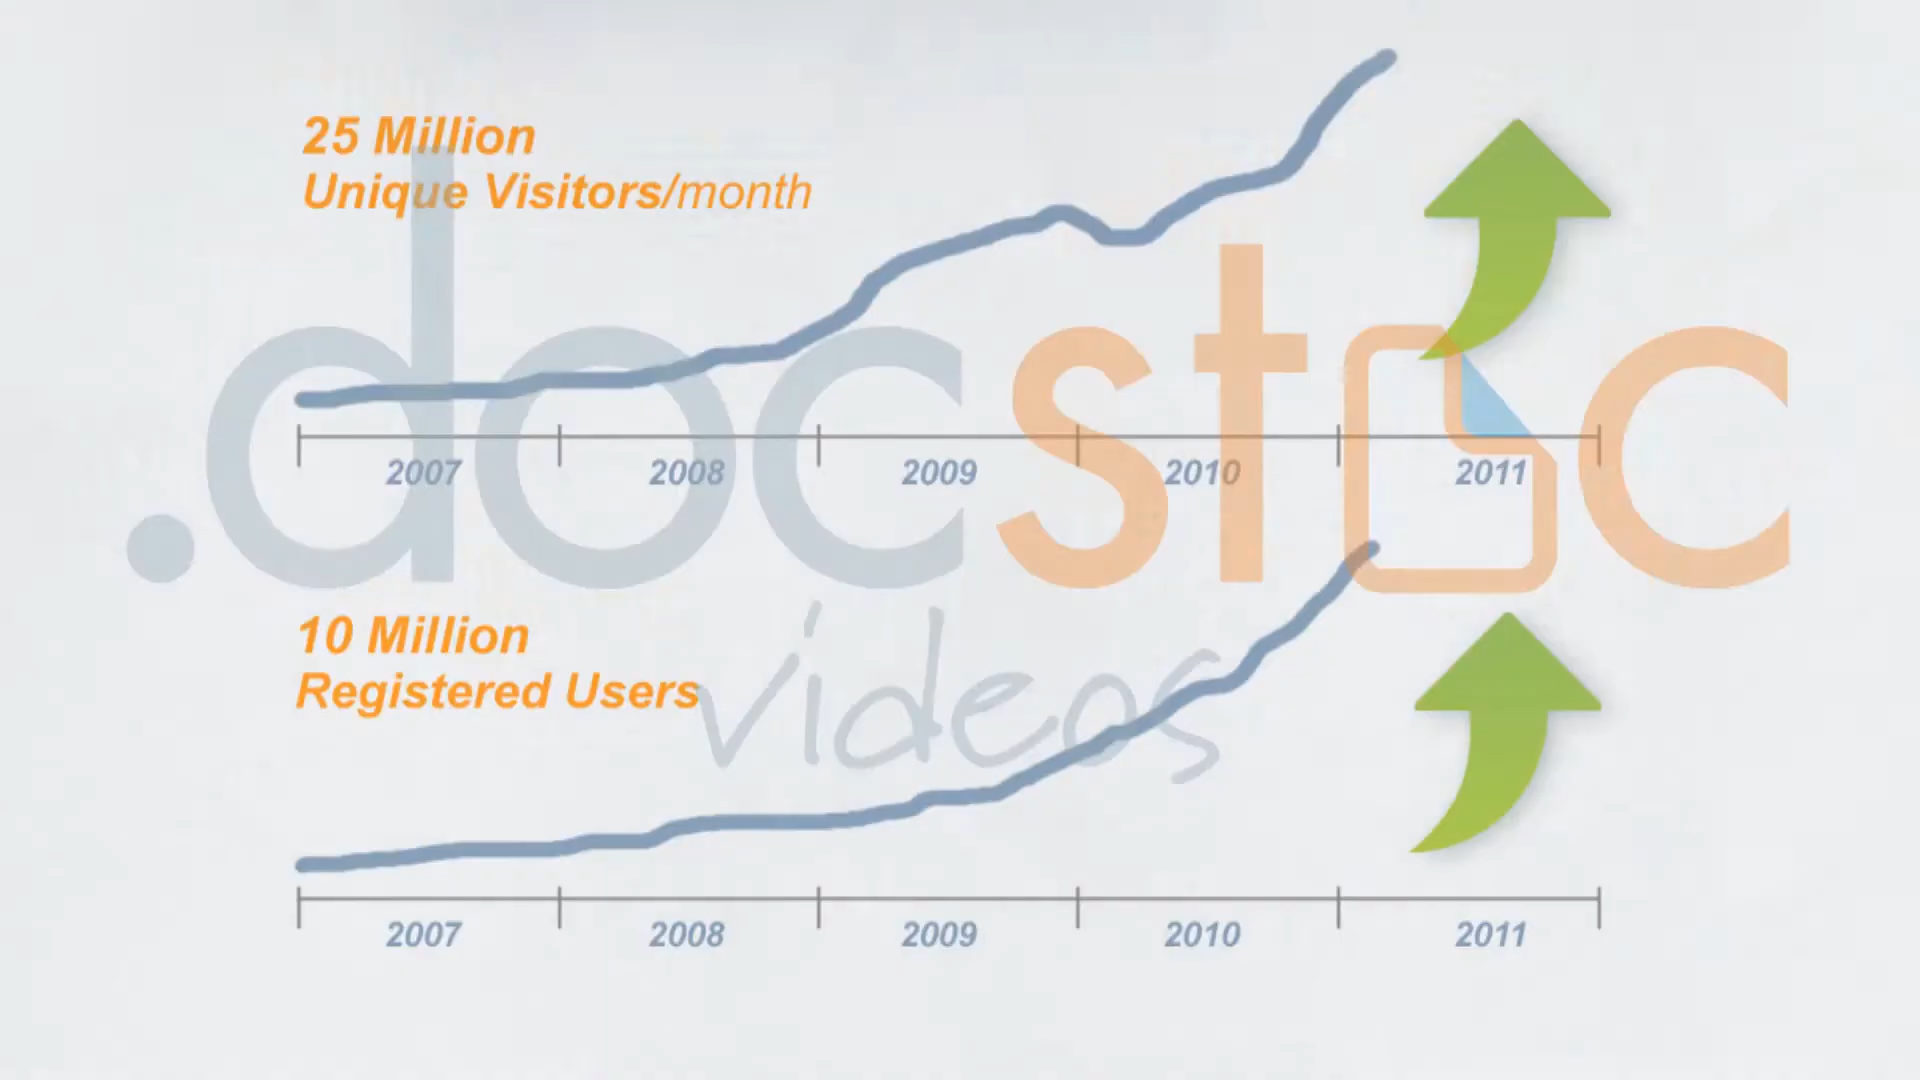 25 Million
Unique Visitors/month
2007 2008 2009 2010 2011
.docstoc
videos
10 Million
Registered Users
2007 2008 2009 2010 2011